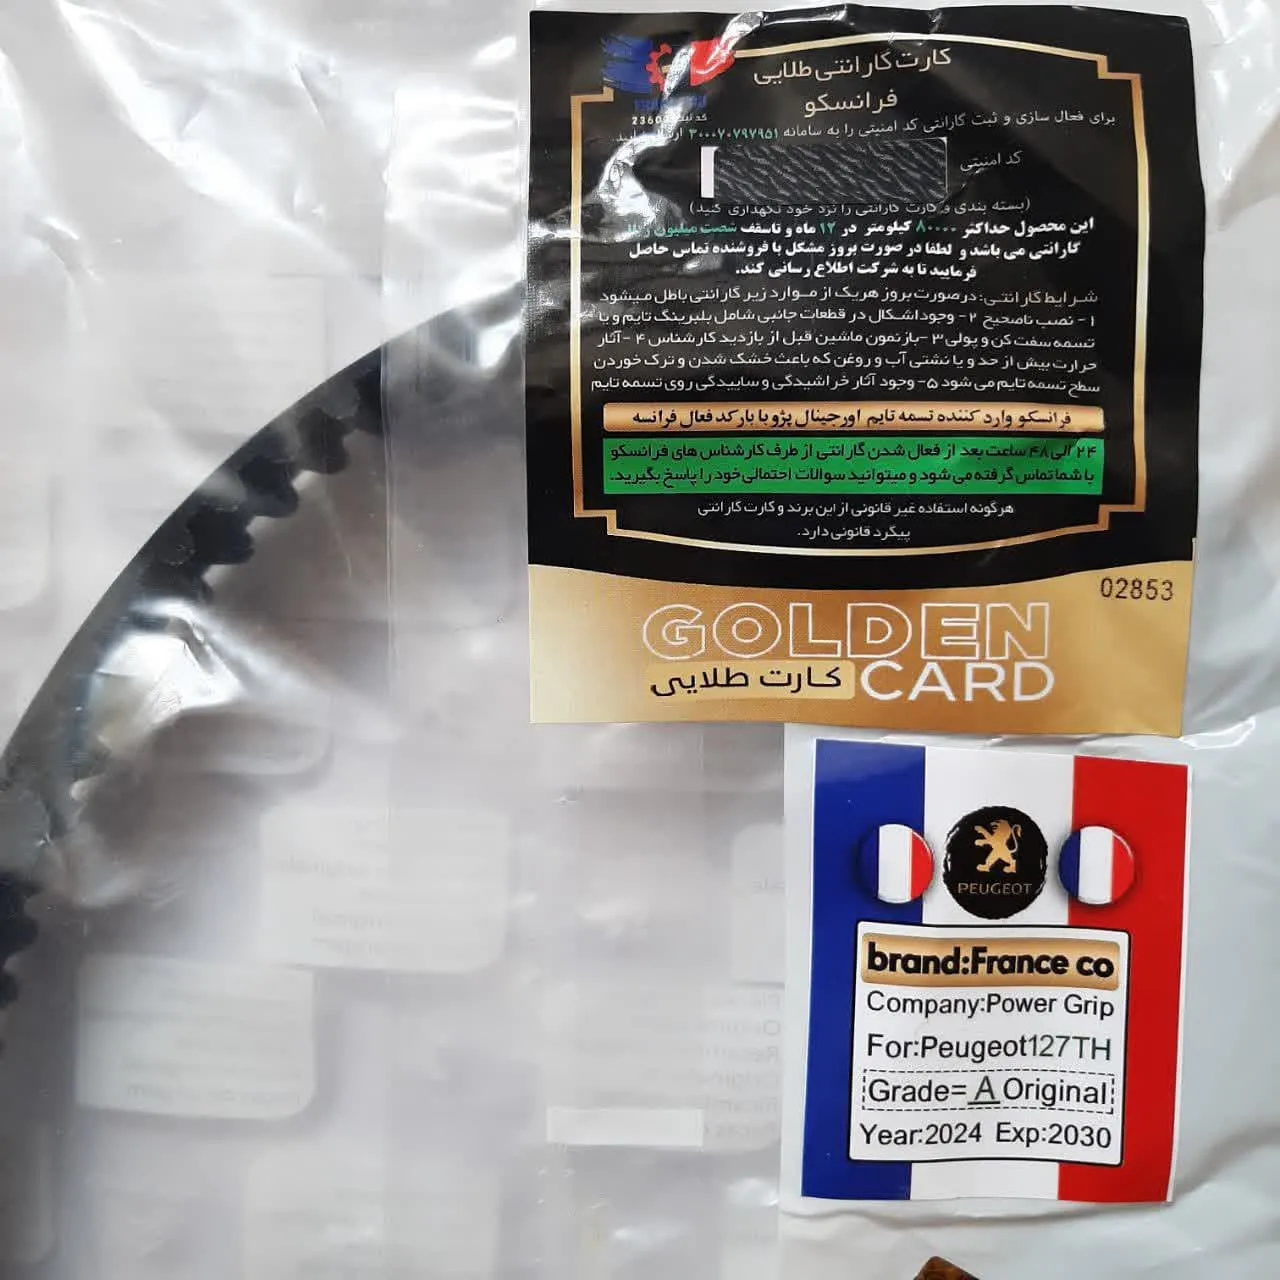 کارت گارانتی طلایی
فرانسکو
برای فعال سازی و ثبت گارانتی کد امنیتی را به سامانه ۳۰۰۰۷۰۷۹۷۹۵۱
کد امنیتی
(بسته بندی و کارت گارانتی را نزد خود نگهداری کنید)
این محصول حداکثر ۸۰۰۰۰ کیلومتر در ۱۲ ماه و تاسقف شصت میلیون
گارانتی می باشد و لطفا در صورت بروز مشکل با فروشنده تماس حاصل
فرمایید تا به شرکت اطلاع رسانی کند.
شرایط گارانتی: درصورت بروز هریک از موارد زیر گارانتی باطل میشود
۱- نصب ناصحیح ۲- وجود اشکال در قطعات جانبی شامل بلبرینگ تایم و یا
تسمه سفت کن و پولی ۳- باز نمون ماشین قبل از بازدید کارشناس ۴- آثار
حرارت بیش از حد و یا نشتی آب و روغن که باعث خشک شدن و ترک خوردن
سطح تسمه تایم می شود ۵- وجود آثار خراشیدگی و ساییدگی روی تسمه تایم
فرانسکو وارد کننده تسمه تایم اورجینال پژو با بارکد فعال فرانسه
۲۴ الی ۴۸ ساعت بعد از فعال شدن گارانتی از طرف کارشناس های فرانسکو
با شما تماس گرفته می شود و میتوانید سوالات احتمالی خود را پاسخ بگیرید.
هرگونه استفاده غیر قانونی از این برند و کارت گارانتی
پیگرد قانونی دارد.
02853
GOLDEN
کارت طلایی CARD
PEUGEOT
brand:France co
Company:Power Grip
For:Peugeot127TH
Grade=A Original
Year:2024 Exp:2030